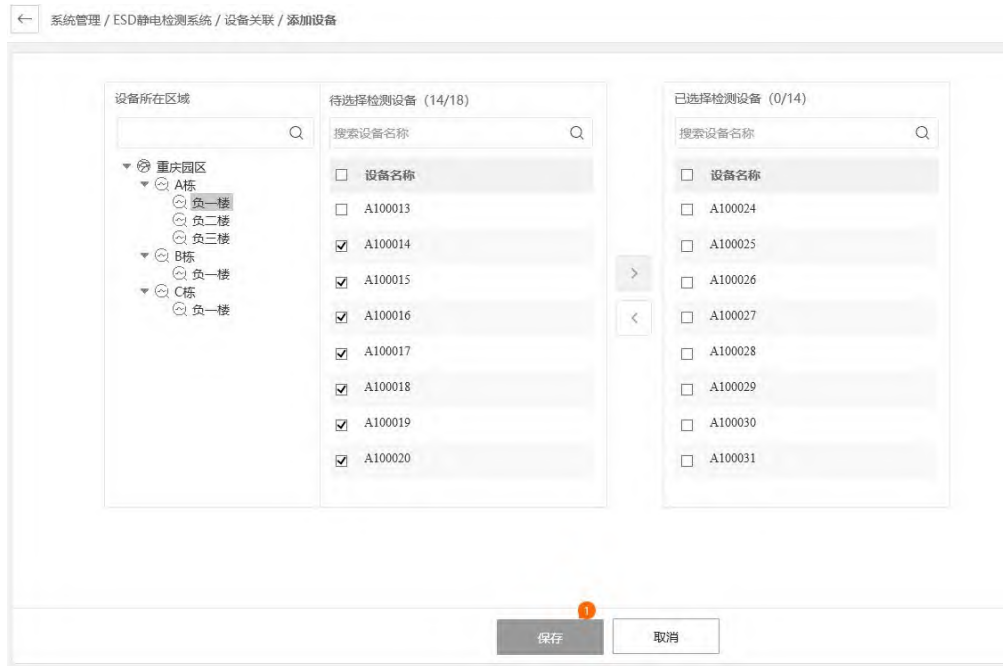 系统管理 / ESD静电检测系统 / 设备关联 / 添加设备
设备所在区域
重庆园区
A栋
负一楼
负二楼
负三楼
B栋
负一楼
C栋
负一楼
待选择检测设备（14/18）
搜索设备名称
设备名称
A100013
A100014
A100015
A100016
A100017
A100018
A100019
A100020
已选择检测设备（0/14）
搜索设备名称
设备名称
A100024
A100025
A100026
A100027
A100028
A100029
A100030
A100031
1
保存
取消